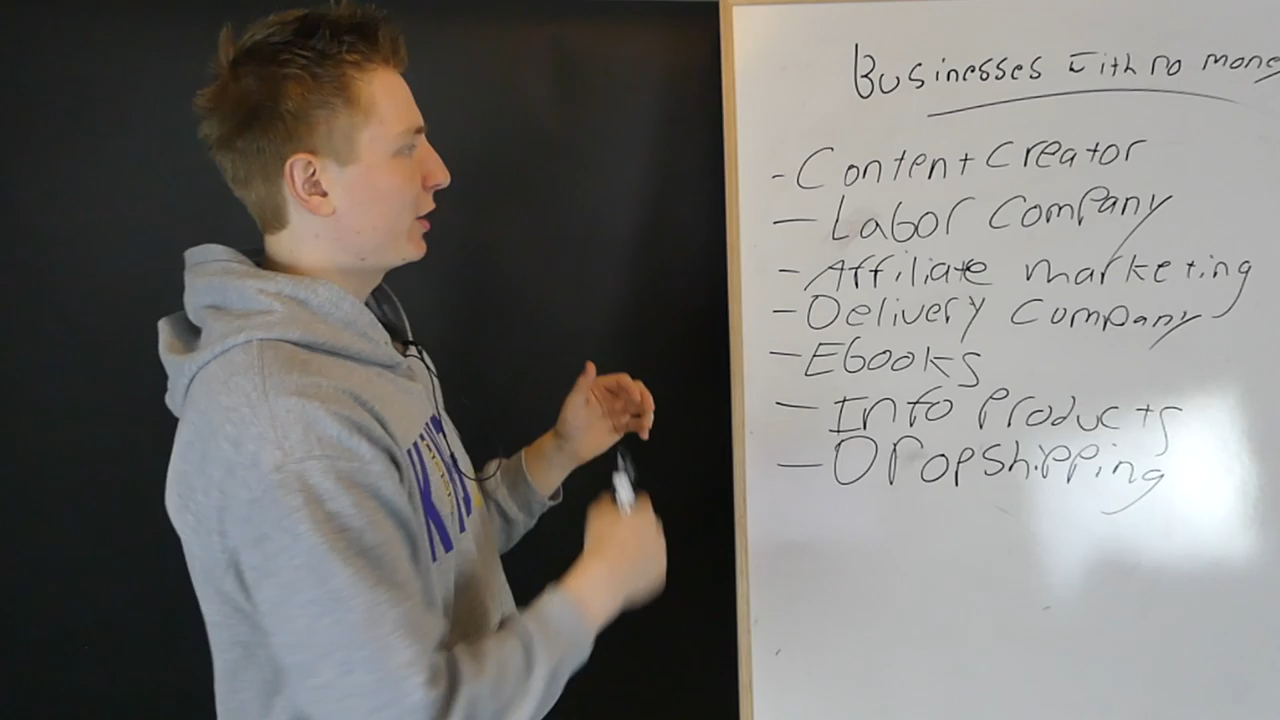 Businesses with no mone
- Content Creator
- Labor Company
- Affiliate marketing
- Delivery Company
- Ebooks
- Info Products
- Dropshipping